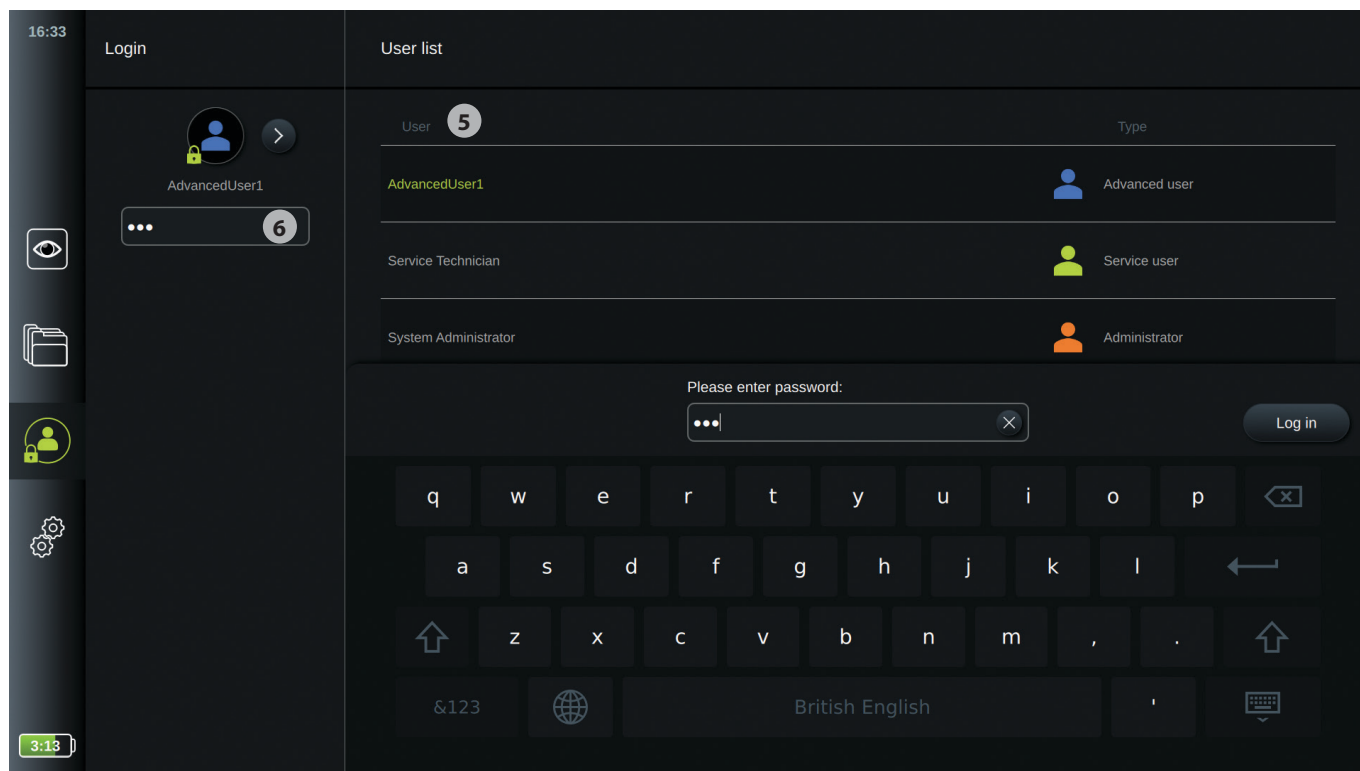 16:33
Login
User list
User 5
Type
AdvancedUser1
AdvancedUser1
Advanced user
••• 6
Service Technician
Service user
System Administrator
Administrator
Please enter password:
•••
Log in
q w e r t y u i o p
a s d f g h j k l
z x c v b n m , .
&123
British English
'
3:13